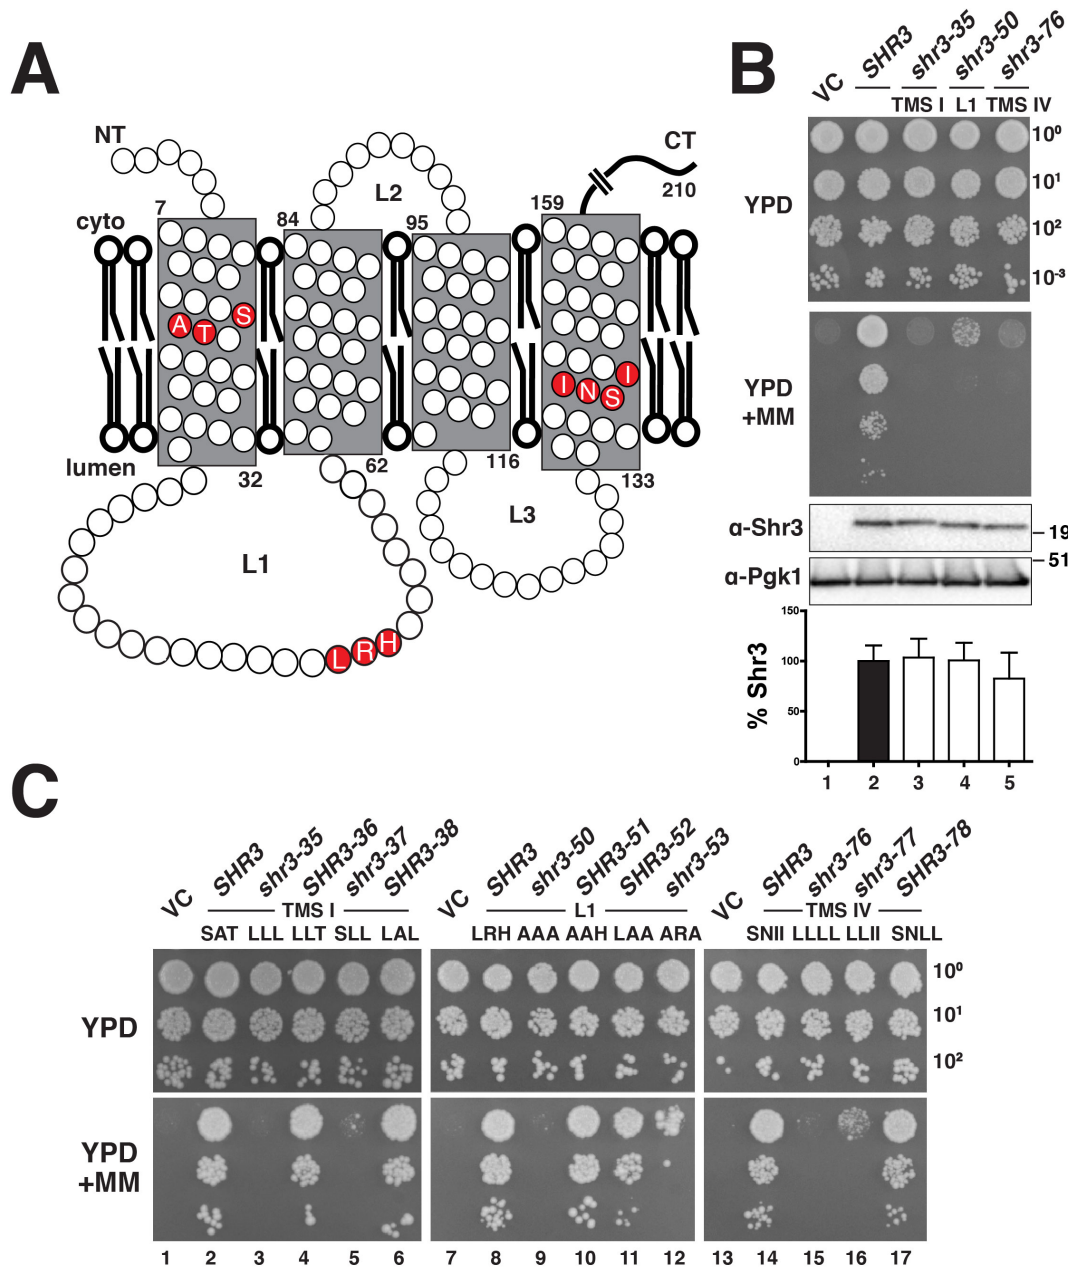 A
NT
L2
CT
210
cyto
7
84
95
159
A T S
I N S I
lumen
32
62
116
133
L1
L3
L R H
B
VC SHR3 shr3-35 shr3-50 shr3-76
TMS I L1 TMS IV
YPD
10⁰
10¹
10²
10⁻³
YPD
+MM
α-Shr3
– 19
α-Pgk1
– 51
% Shr3
150
100
50
0
1 2 3 4 5
C
VC SHR3 shr3-35 SHR3-36 shr3-37 SHR3-38
TMS I
SAT LLL LLT SLL LAL
VC SHR3 shr3-50 SHR3-51 SHR3-52 shr3-53
L1
LRH AAA AAH LAA ARA
VC SHR3 shr3-76 shr3-77 SHR3-78
TMS IV
SNII LLLL LLII SNLL
YPD
10⁰
10¹
10²
YPD
+MM
1 2 3 4 5 6 7 8 9 10 11 12 13 14 15 16 17